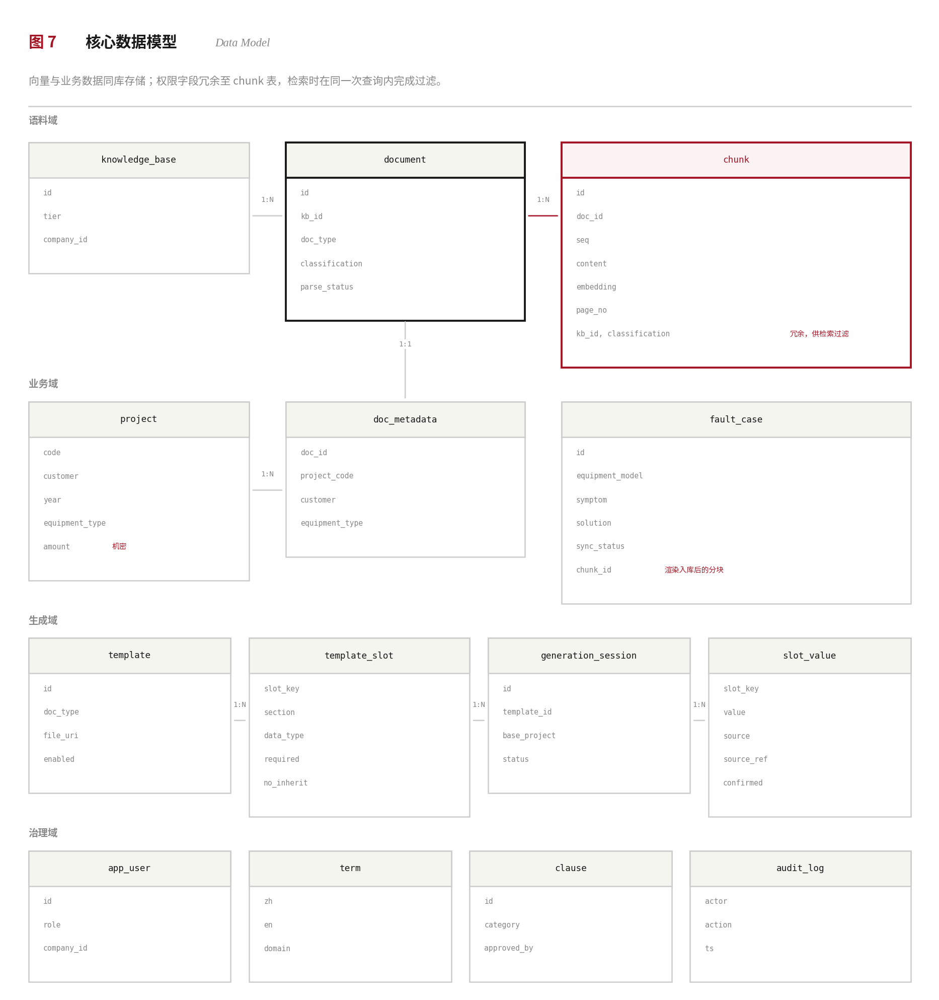 图 7 核心数据模型 Data Model
向量与业务数据同库存储；权限字段冗余至 chunk 表，检索时在同一次查询内完成过滤。
语料域
knowledge_base
id
tier
company_id
1:N
document
id
kb_id
doc_type
classification
parse_status
1:N
chunk
id
doc_id
seq
content
embedding
page_no
kb_id, classification 冗余，供检索过滤
1:1
业务域
project
code
customer
year
equipment_type
amount 机密
1:N
doc_metadata
doc_id
project_code
customer
equipment_type
fault_case
id
equipment_model
symptom
solution
sync_status
chunk_id 渲染入库后的分块
生成域
template
id
doc_type
file_uri
enabled
1:N
template_slot
slot_key
section
data_type
required
no_inherit
1:N
generation_session
id
template_id
base_project
status
1:N
slot_value
slot_key
value
source
source_ref
confirmed
治理域
app_user
id
role
company_id
term
zh
en
domain
clause
id
category
approved_by
audit_log
actor
action
ts